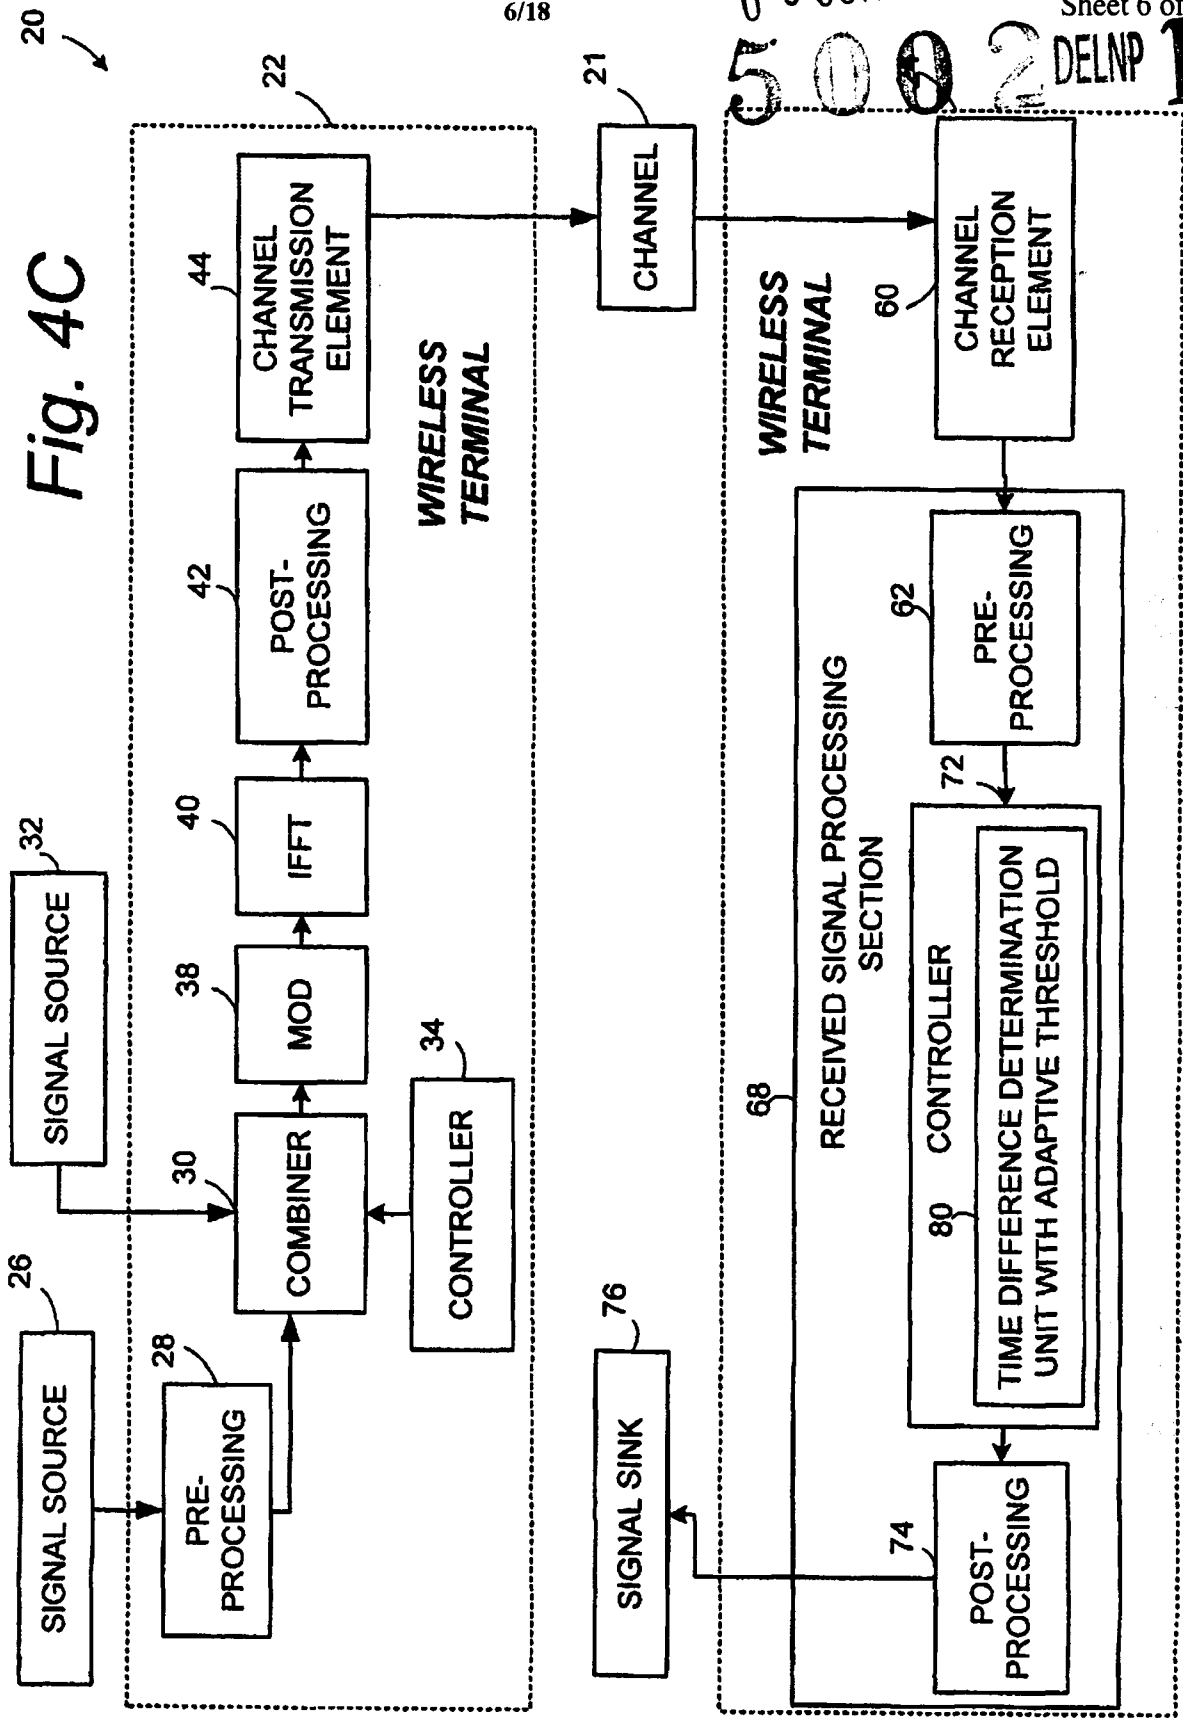 6/18
Sheet 6 of
5002 DELNP 1
Fig. 4C
20
SIGNAL SOURCE
26
SIGNAL SOURCE
32
22
PRE-
PROCESSING
28
COMBINER
30
CONTROLLER
34
MOD
38
IFFT
40
POST-
PROCESSING
42
CHANNEL
TRANSMISSION
ELEMENT
44
WIRELESS
TERMINAL
CHANNEL
21
SIGNAL SINK
76
WIRELESS
TERMINAL
CHANNEL
RECEPTION
ELEMENT
60
68
RECEIVED SIGNAL PROCESSING
SECTION
PRE-
PROCESSING
62
72
CONTROLLER
80
TIME DIFFERENCE DETERMINATION
UNIT WITH ADAPTIVE THRESHOLD
POST-
PROCESSING
74